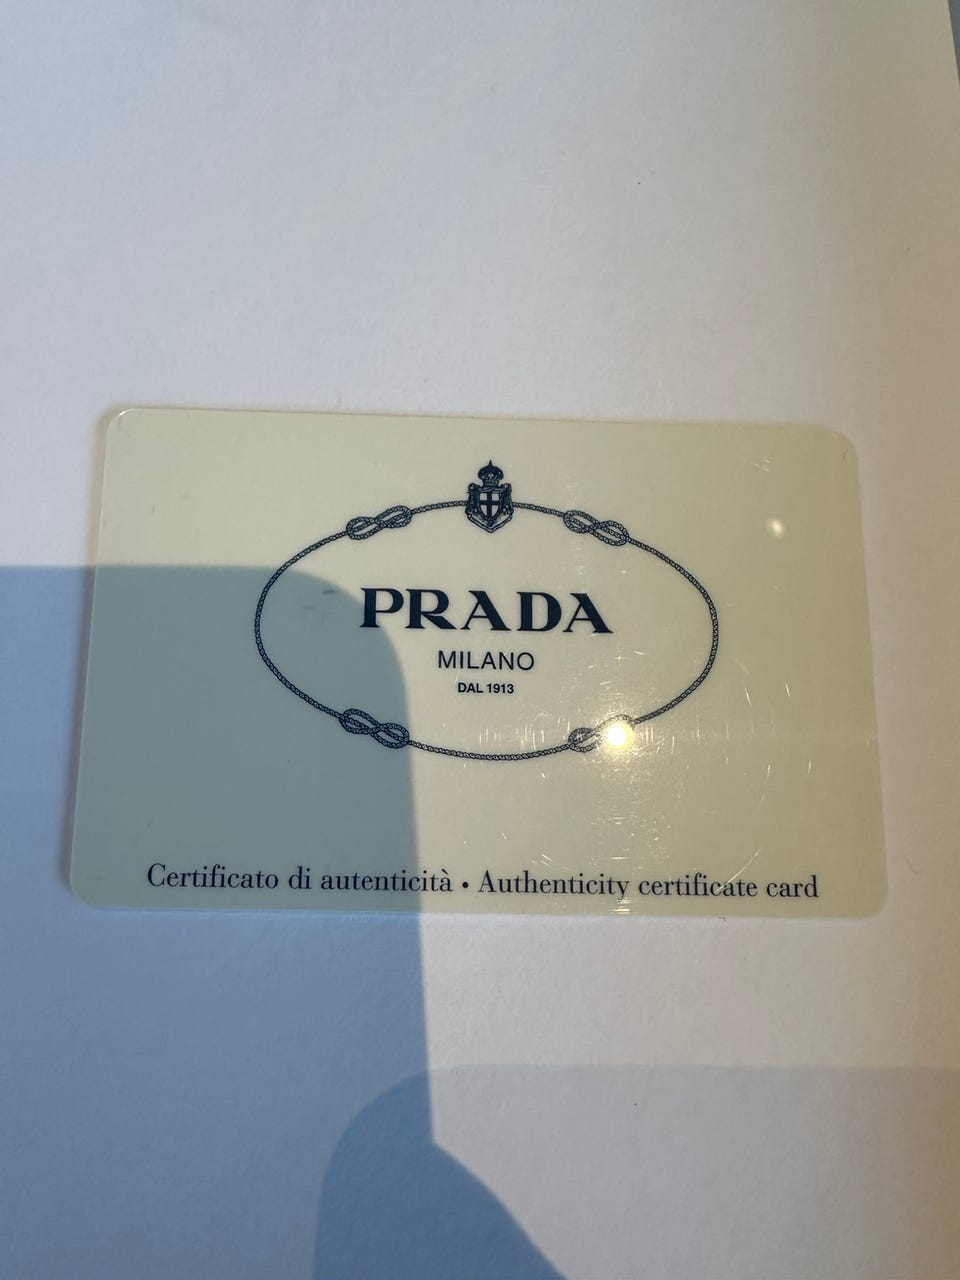 PRADA
MILANO
DAL 1913
Certificato di autenticità • Authenticity certificate card